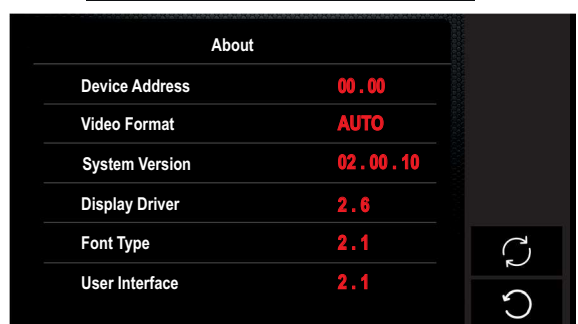 About
Device Address 00 . 00
Video Format AUTO
System Version 02 . 00 . 10
Display Driver 2 . 6
Font Type 2 . 1
User Interface 2 . 1